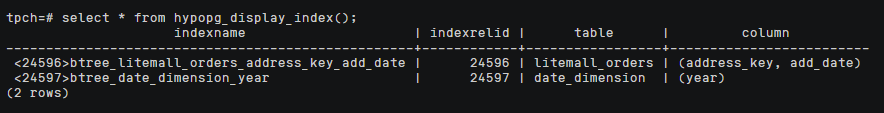 tpch=# select * from hypopg_display_index();
                  indexname                   | indexrelid |     table      |         column
----------------------------------------------+------------+----------------+------------------------
 <24596>btree_litemall_orders_address_key_add_date |      24596 | litemall_orders | (address_key, add_date)
 <24597>btree_date_dimension_year                  |      24597 | date_dimension  | (year)
(2 rows)